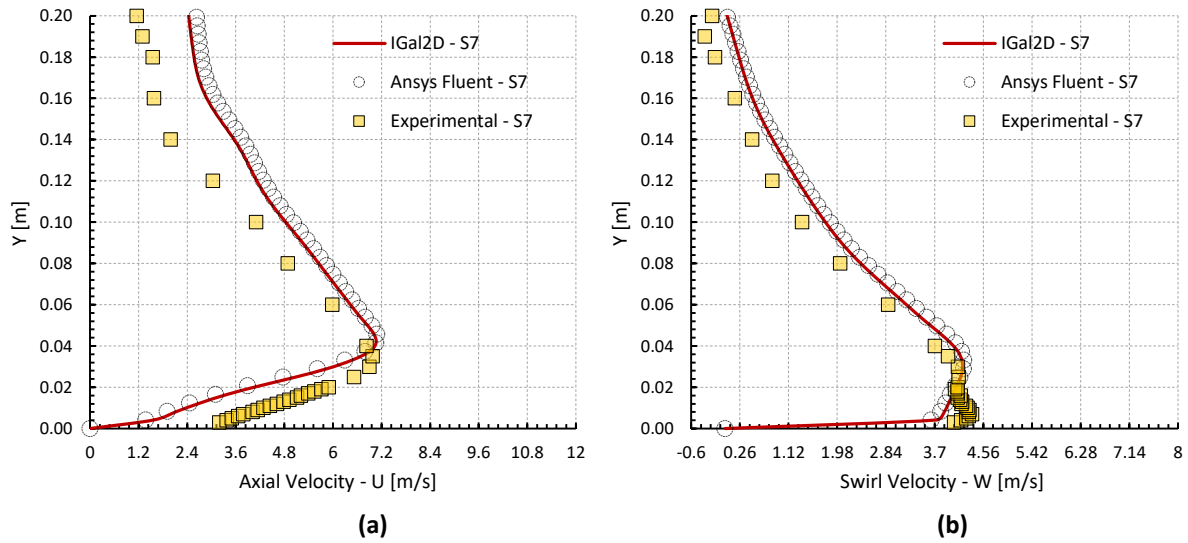 0.20
0.18
0.16
0.14
0.12
0.10
0.08
0.06
0.04
0.02
0.00
Y [m]
0 1.2 2.4 3.6 4.8 6 7.2 8.4 9.6 10.8 12
Axial Velocity - U [m/s]
IGal2D - S7
Ansys Fluent - S7
Experimental - S7
(a)
0.20
0.18
0.16
0.14
0.12
0.10
0.08
0.06
0.04
0.02
0.00
Y [m]
-0.6 0.26 1.12 1.98 2.84 3.7 4.56 5.42 6.28 7.14 8
Swirl Velocity - W [m/s]
IGal2D - S7
Ansys Fluent - S7
Experimental - S7
(b)